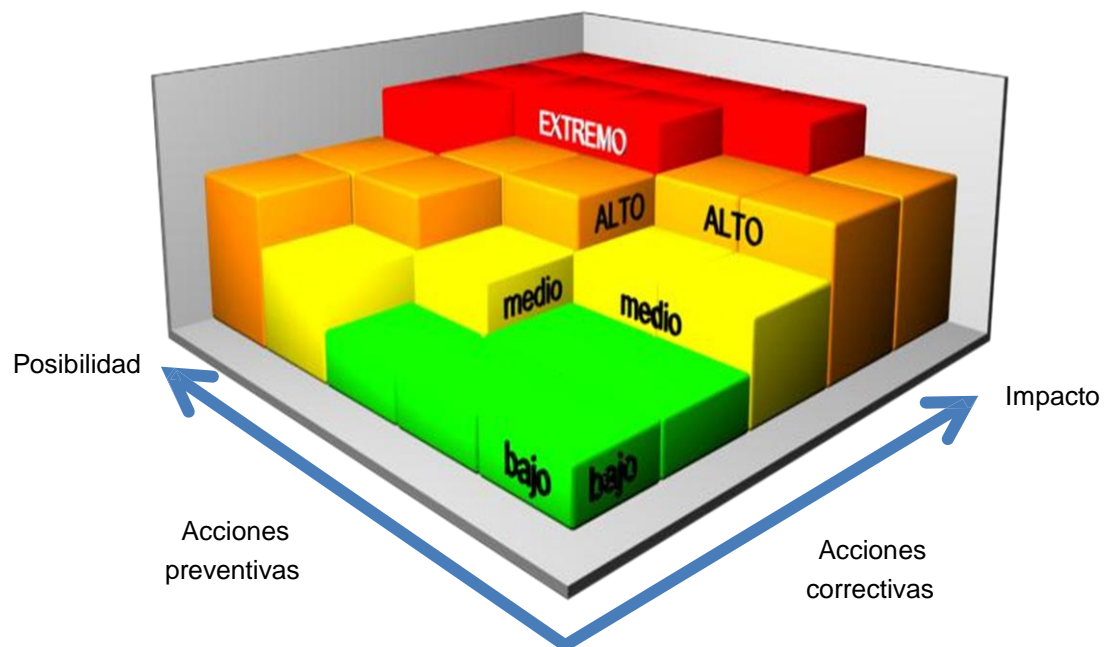 EXTREMO
ALTO
ALTO
medio
medio
Posibilidad
Impacto
bajo
bajo
Acciones
preventivas
Acciones
correctivas